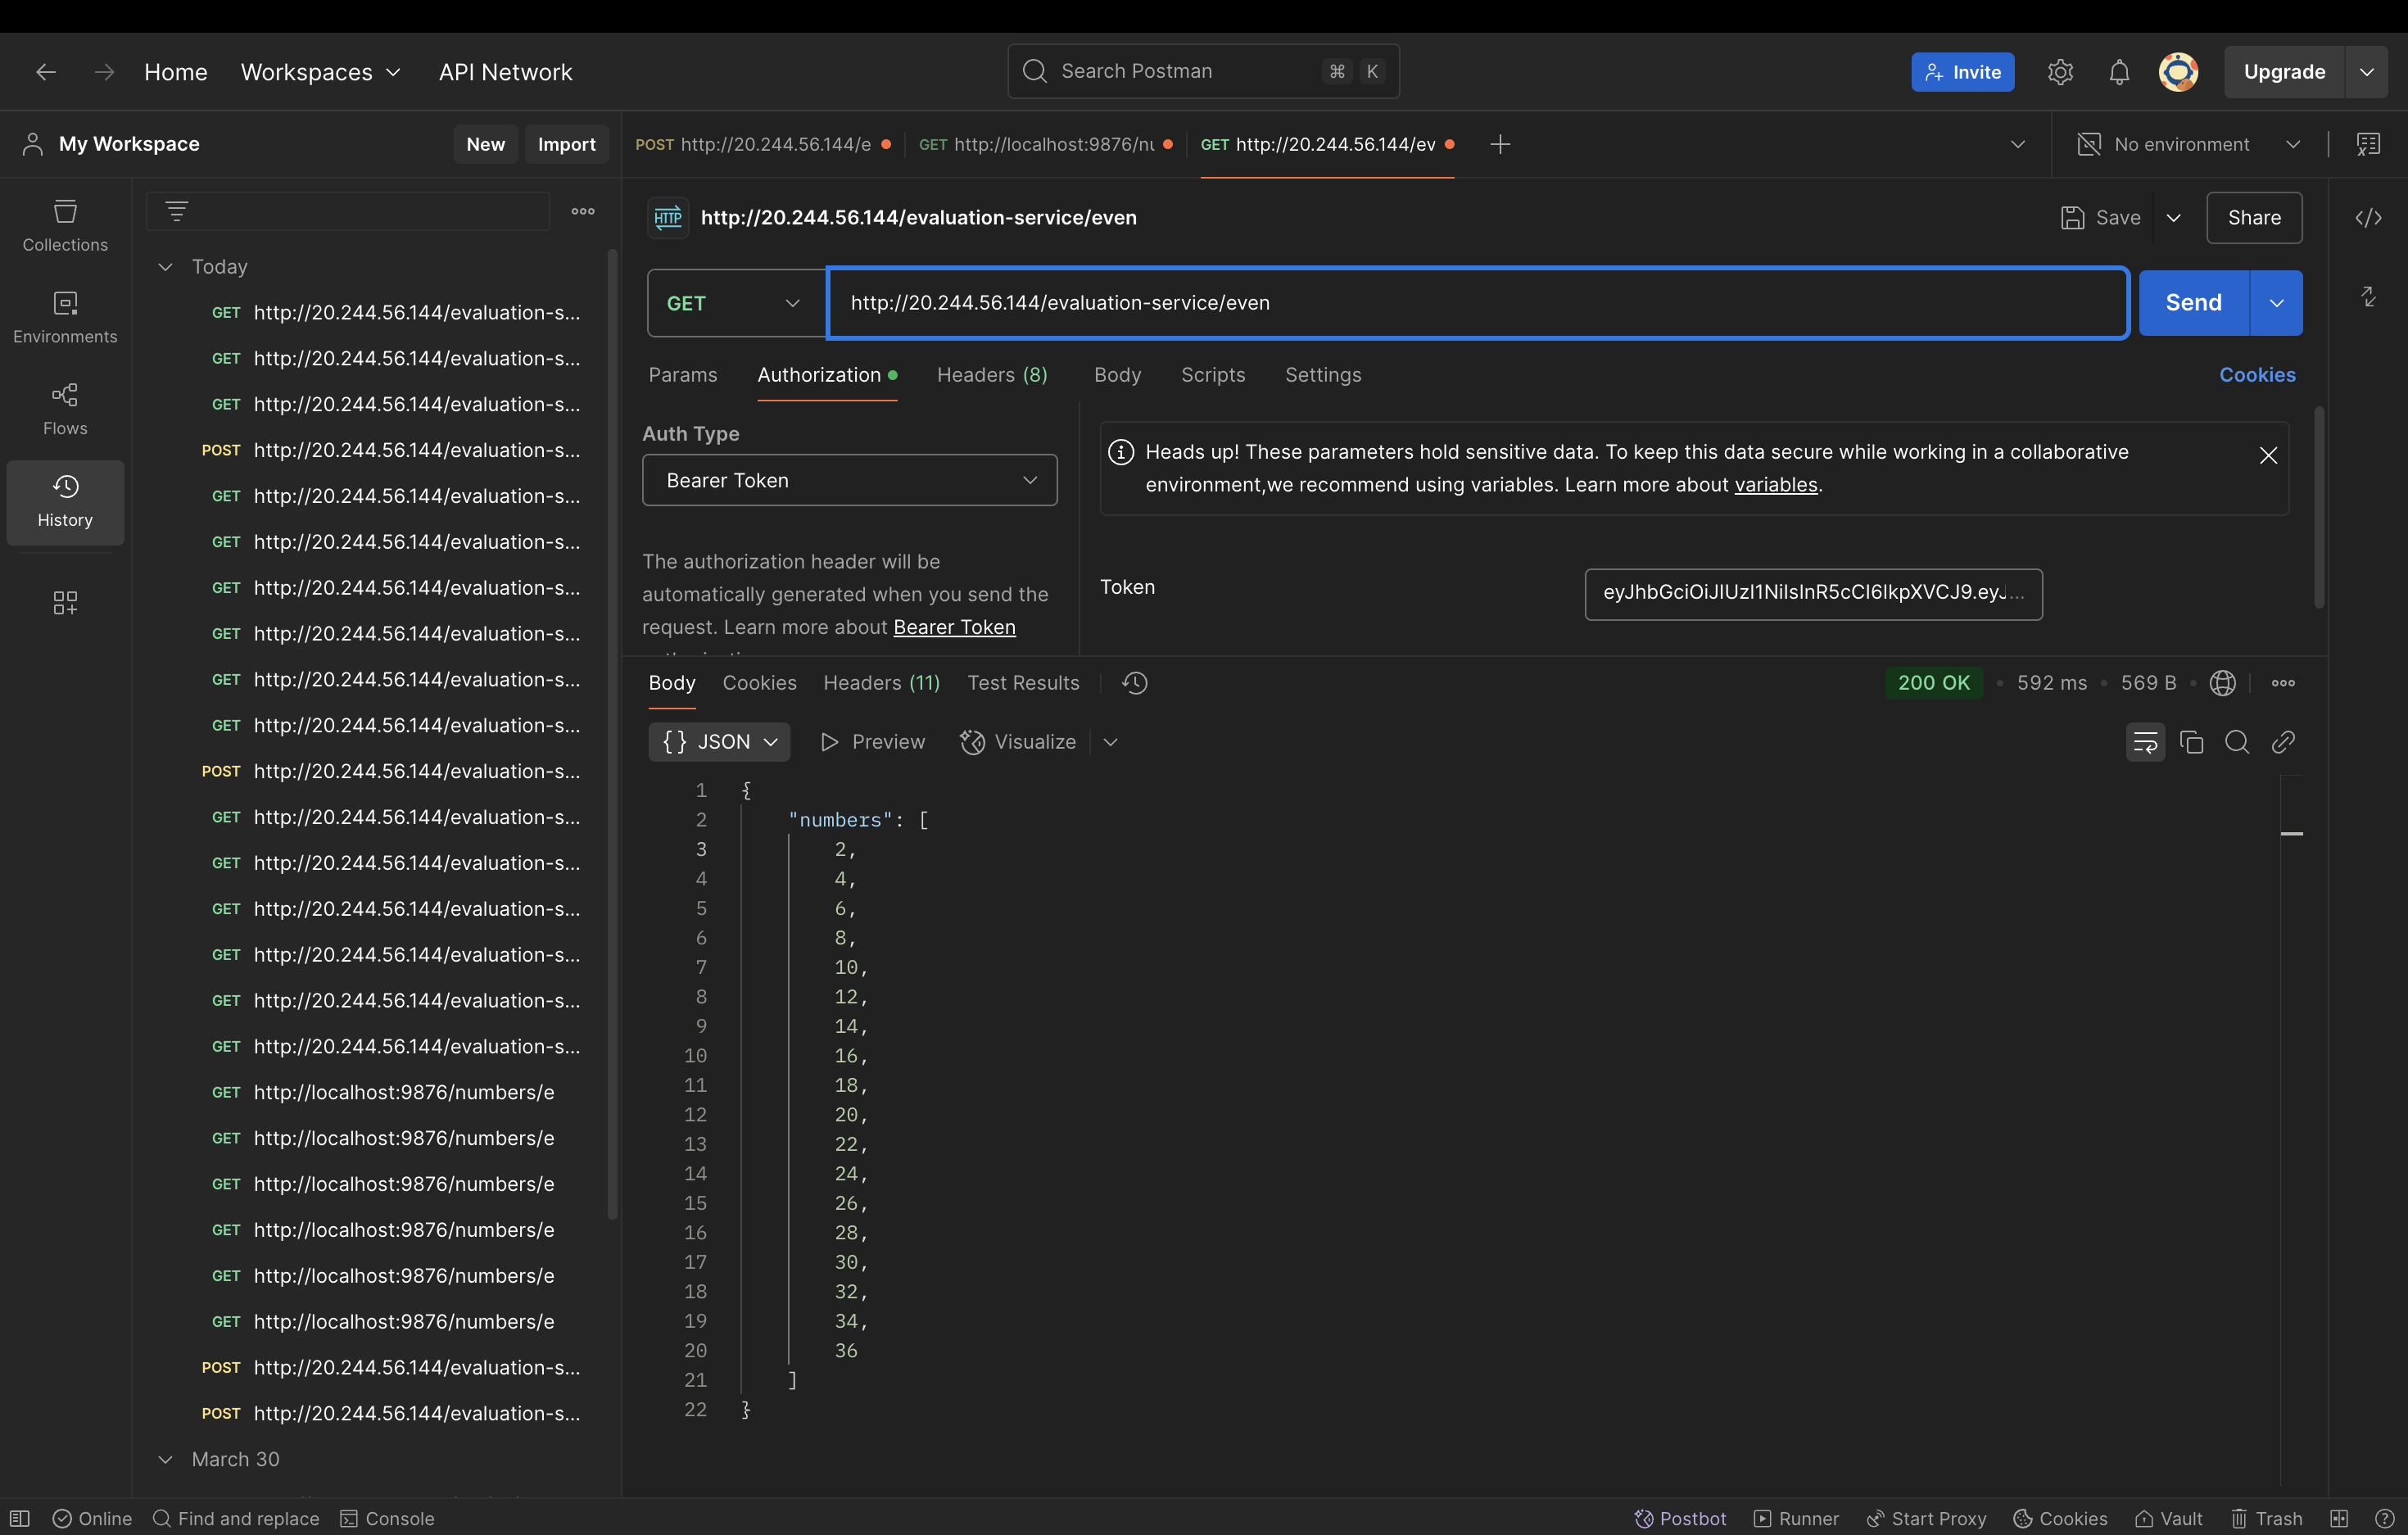 Home Workspaces API Network Search Postman ⌘ K Invite Upgrade
My Workspace New Import
POST http://20.244.56.144/e GET http://localhost:9876/nu GET http://20.244.56.144/ev No environment
Collections
Environments
Flows
History
Today
GET http://20.244.56.144/evaluation-s...
GET http://20.244.56.144/evaluation-s...
GET http://20.244.56.144/evaluation-s...
POST http://20.244.56.144/evaluation-s...
GET http://20.244.56.144/evaluation-s...
GET http://20.244.56.144/evaluation-s...
GET http://20.244.56.144/evaluation-s...
GET http://20.244.56.144/evaluation-s...
GET http://20.244.56.144/evaluation-s...
GET http://20.244.56.144/evaluation-s...
POST http://20.244.56.144/evaluation-s...
GET http://20.244.56.144/evaluation-s...
GET http://20.244.56.144/evaluation-s...
GET http://20.244.56.144/evaluation-s...
GET http://20.244.56.144/evaluation-s...
GET http://20.244.56.144/evaluation-s...
GET http://20.244.56.144/evaluation-s...
GET http://localhost:9876/numbers/e
GET http://localhost:9876/numbers/e
GET http://localhost:9876/numbers/e
GET http://localhost:9876/numbers/e
GET http://localhost:9876/numbers/e
GET http://localhost:9876/numbers/e
POST http://20.244.56.144/evaluation-s...
POST http://20.244.56.144/evaluation-s...
March 30
HTTP http://20.244.56.144/evaluation-service/even Save Share
GET http://20.244.56.144/evaluation-service/even Send
Params Authorization Headers (8) Body Scripts Settings Cookies
Auth Type
Bearer Token
The authorization header will be
automatically generated when you send the
request. Learn more about Bearer Token
Heads up! These parameters hold sensitive data. To keep this data secure while working in a collaborative
environment,we recommend using variables. Learn more about variables.
Token eyJhbGciOiJIUzI1NiIsInR5cCI6IkpXVCJ9.eyJ...
Body Cookies Headers (11) Test Results 200 OK • 592 ms • 569 B
{} JSON Preview Visualize
1 {
2 "numbers": [
3 2,
4 4,
5 6,
6 8,
7 10,
8 12,
9 14,
10 16,
11 18,
12 20,
13 22,
14 24,
15 26,
16 28,
17 30,
18 32,
19 34,
20 36
21 ]
22 }
Online Find and replace Console Postbot Runner Start Proxy Cookies Vault Trash